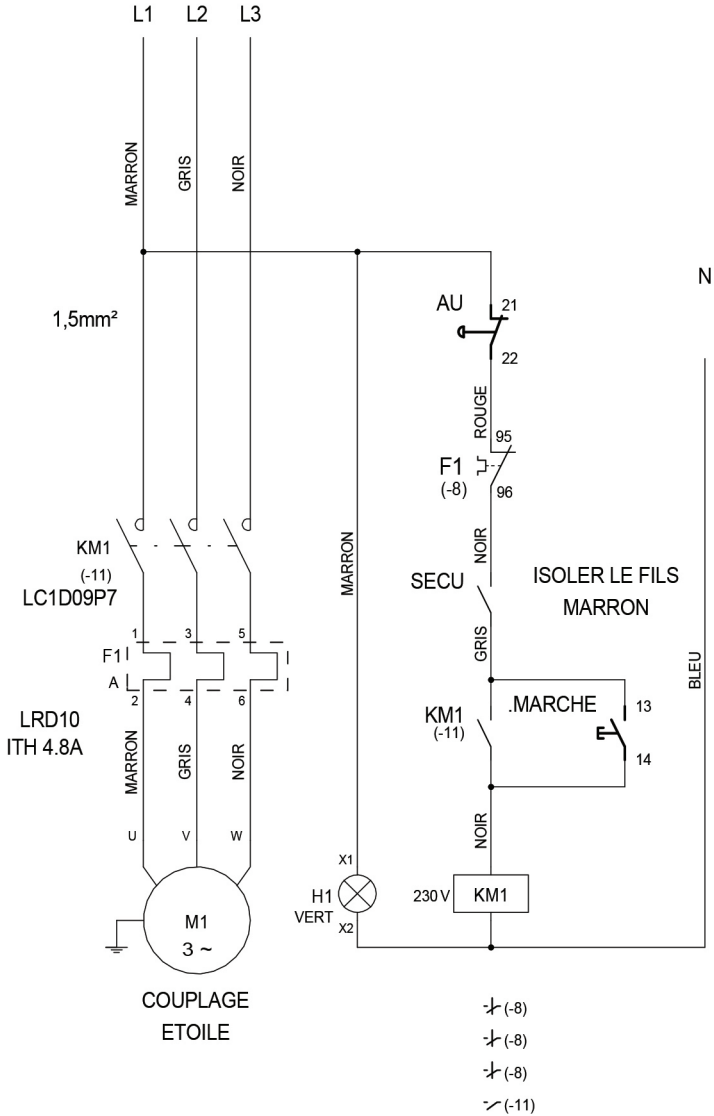 L1 L2 L3
MARRON
GRIS
NOIR
N
1,5mm²
AU
21
22
ROUGE
F1
(-8)
95
96
NOIR
KM1
(-11)
LC1D09P7
MARRON
SECU
ISOLER LE FILS
MARRON
GRIS
BLEU
1 3 5
F1
A
2 4 6
LRD10
ITH 4.8A
MARRON
GRIS
NOIR
U V W
KM1
(-11)
.MARCHE
13
14
NOIR
M1
3 ~
COUPLAGE
ETOILE
X1
H1
VERT
X2
230 V KM1
(-8)
(-8)
(-8)
(-11)